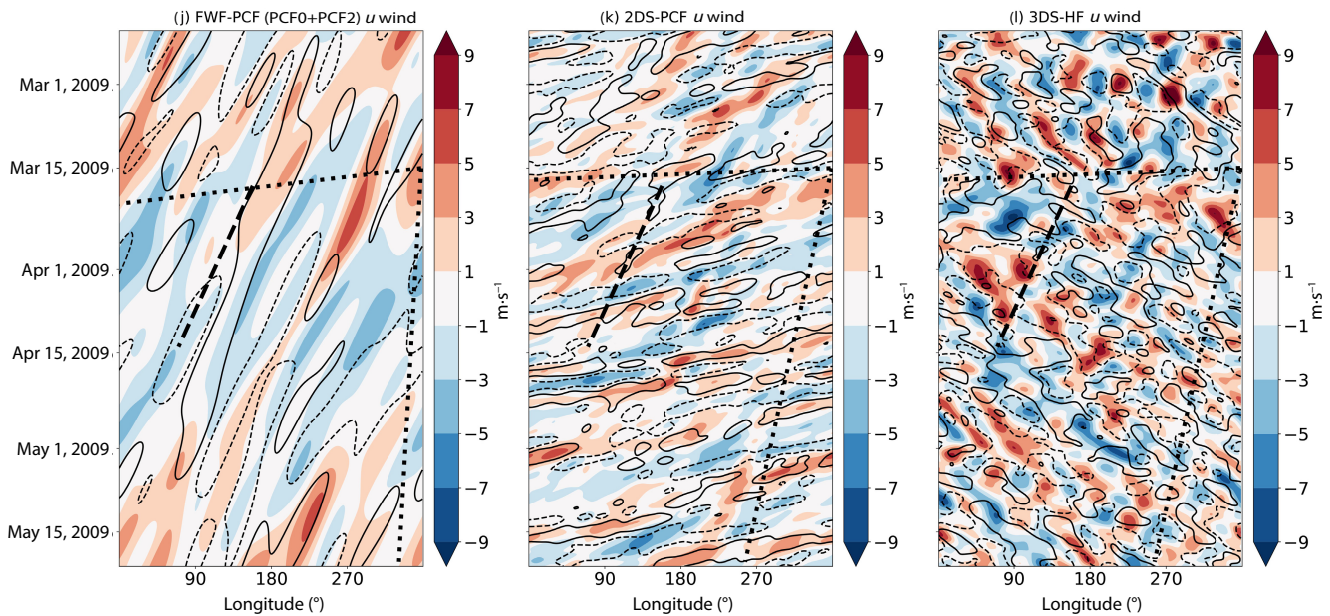 (j) FWF-PCF (PCF0+PCF2) u wind
(k) 2DS-PCF u wind
(l) 3DS-HF u wind
Mar 1, 2009
Mar 15, 2009
Apr 1, 2009
Apr 15, 2009
May 1, 2009
May 15, 2009
9
7
5
3
1
−1
−3
−5
−7
−9
m·s⁻¹
9
7
5
3
1
−1
−3
−5
−7
−9
m·s⁻¹
9
7
5
3
1
−1
−3
−5
−7
−9
m·s⁻¹
90 180 270
90 180 270
90 180 270
Longitude (°)
Longitude (°)
Longitude (°)